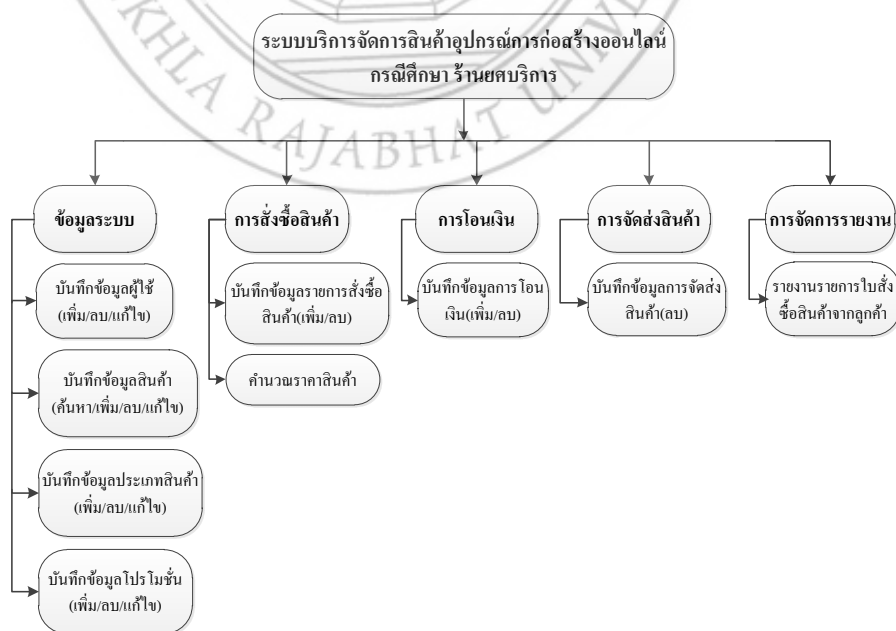 ระบบบริการจัดการสินค้าอุปกรณ์การก่อสร้างออนไลน์
กรณีศึกษา ร้านยศบริการ
KHLA RAJABHAT UNIVE
ข้อมูลระบบ
บันทึกข้อมูลผู้ใช้
(เพิ่ม/ลบ/แก้ไข)
บันทึกข้อมูลสินค้า
(ค้นหา/เพิ่ม/ลบ/แก้ไข)
บันทึกข้อมูลประเภทสินค้า
(เพิ่ม/ลบ/แก้ไข)
บันทึกข้อมูลโปรโมชั่น
(เพิ่ม/ลบ/แก้ไข)
การสั่งซื้อสินค้า
บันทึกข้อมูลรายการสั่งซื้อ
สินค้า(เพิ่ม/ลบ)
คำนวณราคาสินค้า
การโอนเงิน
บันทึกข้อมูลการโอน
เงิน(เพิ่ม/ลบ)
การจัดส่งสินค้า
บันทึกข้อมูลการจัดส่ง
สินค้า(ลบ)
การจัดการรายงาน
รายงานรายการใบสั่ง
ซื้อสินค้าจากลูกค้า